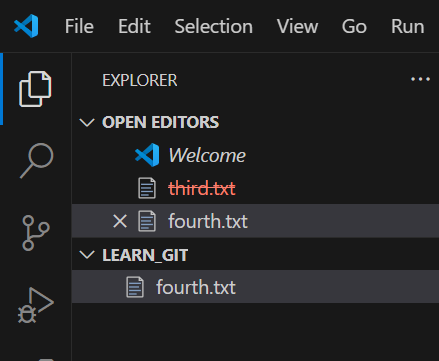 File Edit Selection View Go Run
EXPLORER ...
OPEN EDITORS
Welcome
third.txt
fourth.txt
LEARN_GIT
fourth.txt